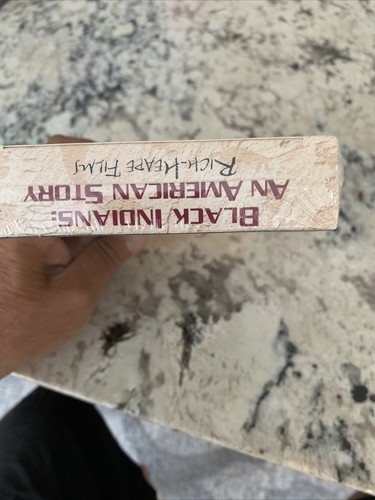 BLACK INDIANS:
AN AMERICAN STORY
RICH-HEAPE FILMS